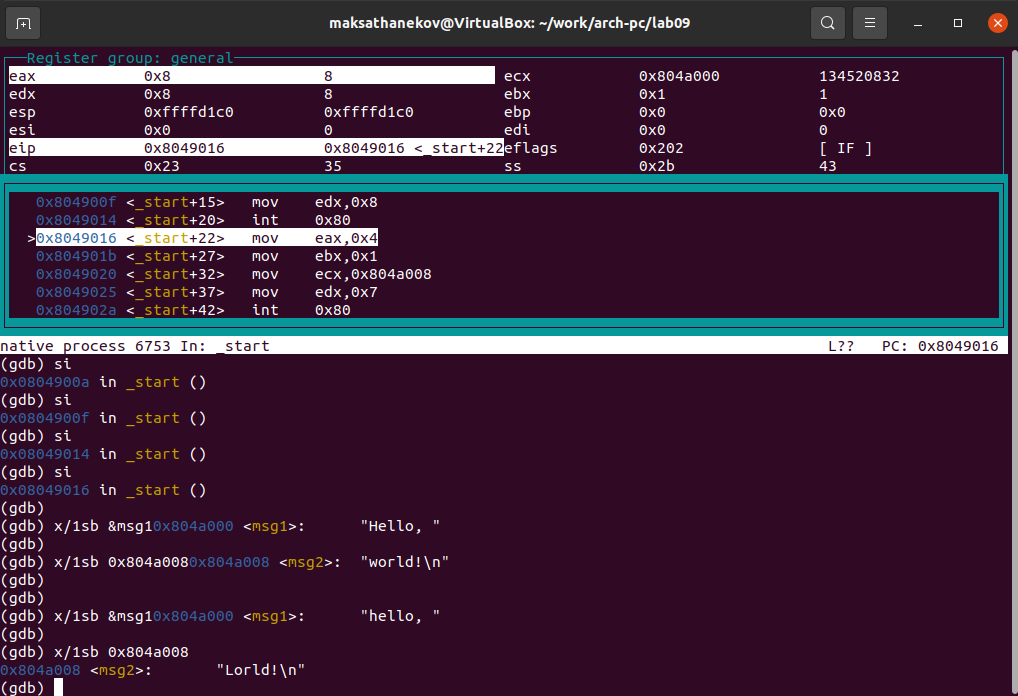 maksathanekov@VirtualBox: ~/work/arch-pc/lab09
Register group: general
eax 0x8 8 ecx 0x804a000 134520832
edx 0x8 8 ebx 0x1 1
esp 0xffffd1c0 0xffffd1c0 ebp 0x0 0x0
esi 0x0 0 edi 0x0 0
eip 0x8049016 0x8049016 <_start+22 eflags 0x202 [ IF ]
cs 0x23 35 ss 0x2b 43
0x804900f <_start+15> mov edx,0x8
0x8049014 <_start+20> int 0x80
>0x8049016 <_start+22> mov eax,0x4
0x804901b <_start+27> mov ebx,0x1
0x8049020 <_start+32> mov ecx,0x804a008
0x8049025 <_start+37> mov edx,0x7
0x804902a <_start+42> int 0x80
native process 6753 In: _start L?? PC: 0x8049016
(gdb) si
0x0804900a in _start ()
(gdb) si
0x0804900f in _start ()
(gdb) si
0x08049014 in _start ()
(gdb) si
0x08049016 in _start ()
(gdb)
(gdb) x/1sb &msg10x804a000 <msg1>: "Hello, "
(gdb)
(gdb) x/1sb 0x804a0080x804a008 <msg2>: "world!\n"
(gdb)
(gdb)
(gdb) x/1sb &msg10x804a000 <msg1>: "hello, "
(gdb)
(gdb) x/1sb 0x804a008
0x804a008 <msg2>: "Lorld!\n"
(gdb)